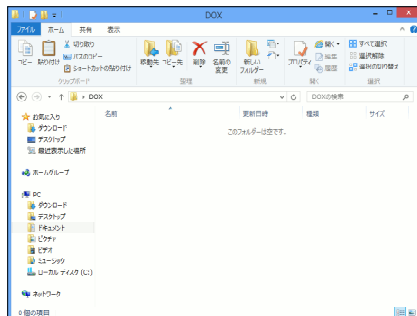 DOX
ファイル ホーム 共有 表示
コピー 貼り付け 切り取り パスのコピー ショートカットの貼り付け
クリップボード
移動先 コピー先 削除 名前の変更
整理
新しいフォルダー
新規
プロパティ 開く 編集 履歴
開く
すべて選択 選択解除 選択の切り替え
選択
DOX DOXの検索
名前 更新日時 種類 サイズ
このフォルダーは空です。
お気に入り
ダウンロード
デスクトップ
最近表示した場所
ホームグループ
PC
ダウンロード
デスクトップ
ドキュメント
ピクチャ
ビデオ
ミュージック
ローカル ディスク (C:)
ネットワーク
0 個の項目